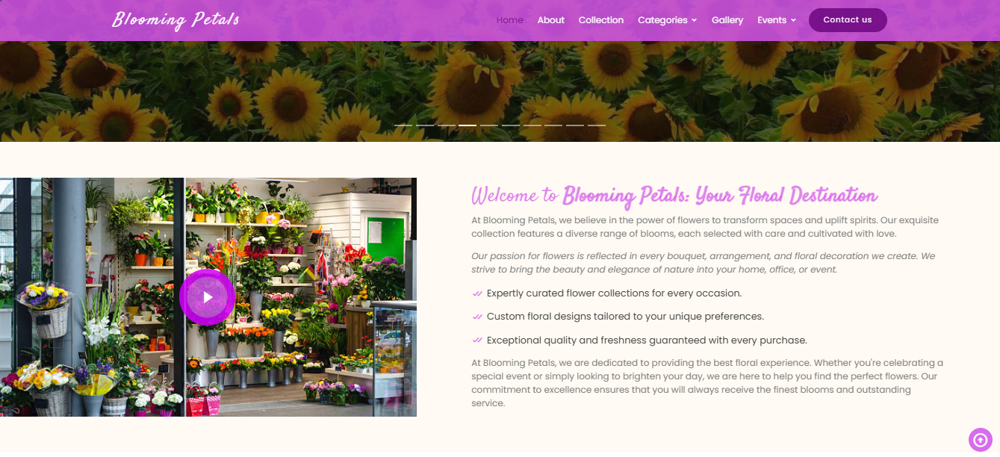 Blooming Petals
Home About Collection Categories Gallery Events Contact us
Welcome to Blooming Petals: Your Floral Destination
At Blooming Petals, we believe in the power of flowers to transform spaces and uplift spirits. Our exquisite
collection features a diverse range of blooms, each selected with care and cultivated with love.
Our passion for flowers is reflected in every bouquet, arrangement, and floral decoration we create. We
strive to bring the beauty and elegance of nature into your home, office, or event.
Expertly curated flower collections for every occasion.
Custom floral designs tailored to your unique preferences.
Exceptional quality and freshness guaranteed with every purchase.
At Blooming Petals, we are dedicated to providing the best floral experience. Whether you're celebrating a
special event or simply looking to brighten your day, we are here to help you find the perfect flowers. Our
commitment to excellence ensures that you will always receive the finest blooms and outstanding
service.